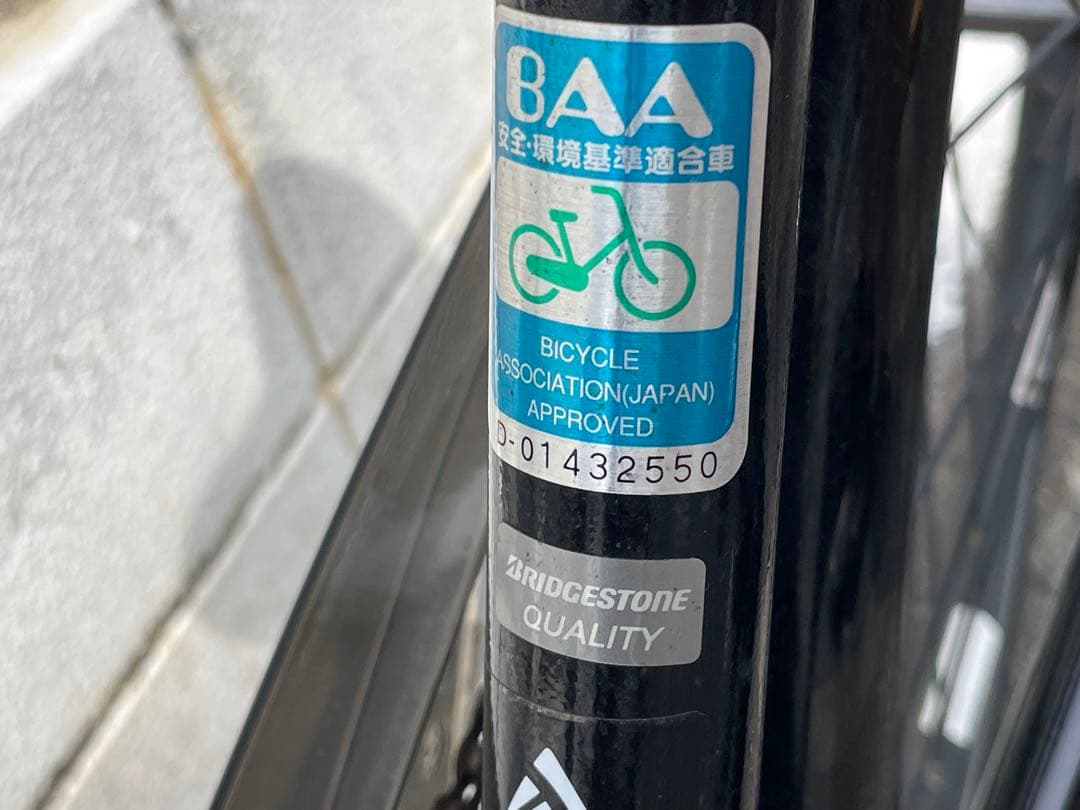 BAA
安全・環境基準適合車
BICYCLE
ASSOCIATION(JAPAN)
APPROVED
D-01432550
BRIDGESTONE
QUALITY